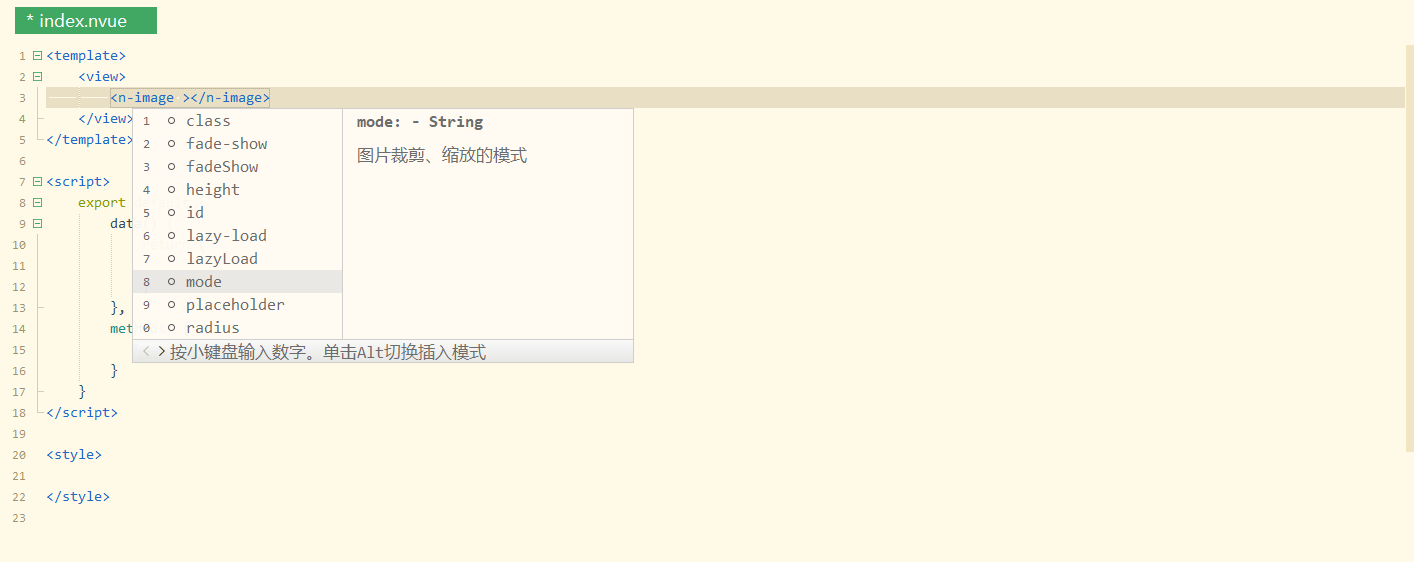 * index.nvue
1 <template>
2 <view>
3 <n-image ></n-image>
4 </view>
5 </template>
6
7 <script>
8 export
9 dat
10
11
12
13 },
14 met
15
16 }
17 }
18 </script>
19
20 <style>
21
22 </style>
23
1 class
2 fade-show
3 fadeShow
4 height
5 id
6 lazy-load
7 lazyLoad
8 mode
9 placeholder
0 radius
mode: - String
图片裁剪、缩放的模式
< > 按小键盘输入数字。单击Alt切换插入模式